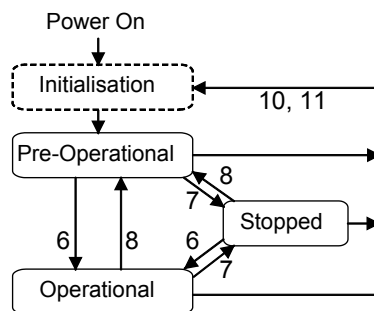 Power On
Initialisation
10, 11
Pre-Operational
8
7
Stopped
6
8
6
7
Operational